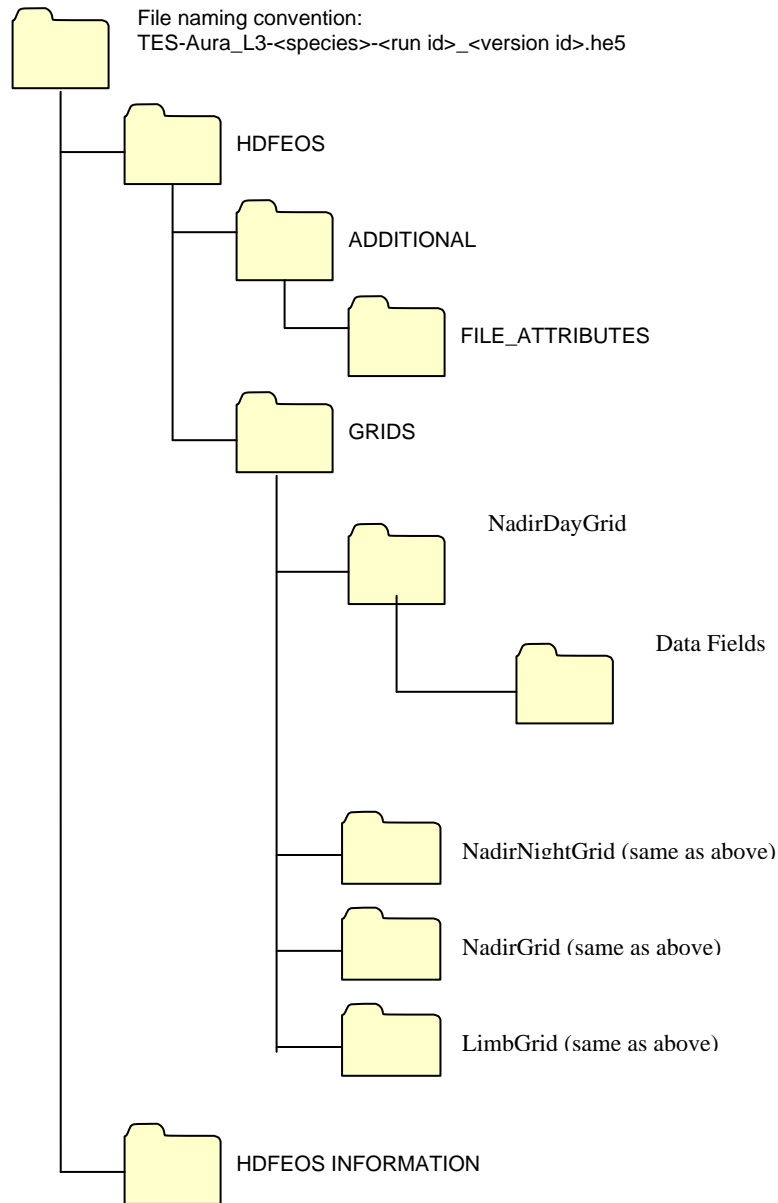 File naming convention:
TES-Aura_L3-<species>-<run id>_<version id>.he5
HDFEOS
ADDITIONAL
FILE_ATTRIBUTES
GRIDS
NadirDayGrid
Data Fields
NadirNightGrid (same as above)
NadirGrid (same as above)
LimbGrid (same as above)
HDFEOS INFORMATION